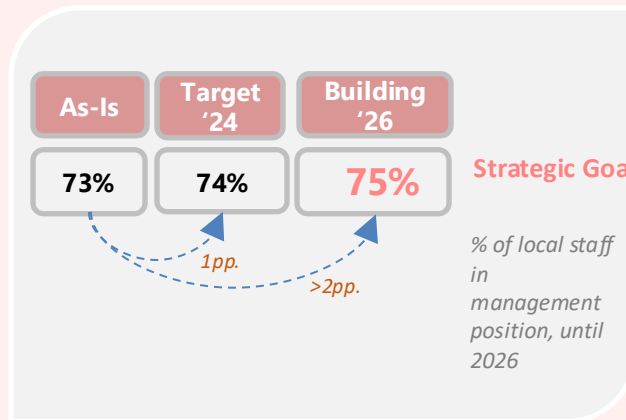 As-Is
Target
‘24
Building
‘26
73%
74%
75%
Strategic Goa
1pp.
>2pp.
% of local staff
in
management
position, until
2026